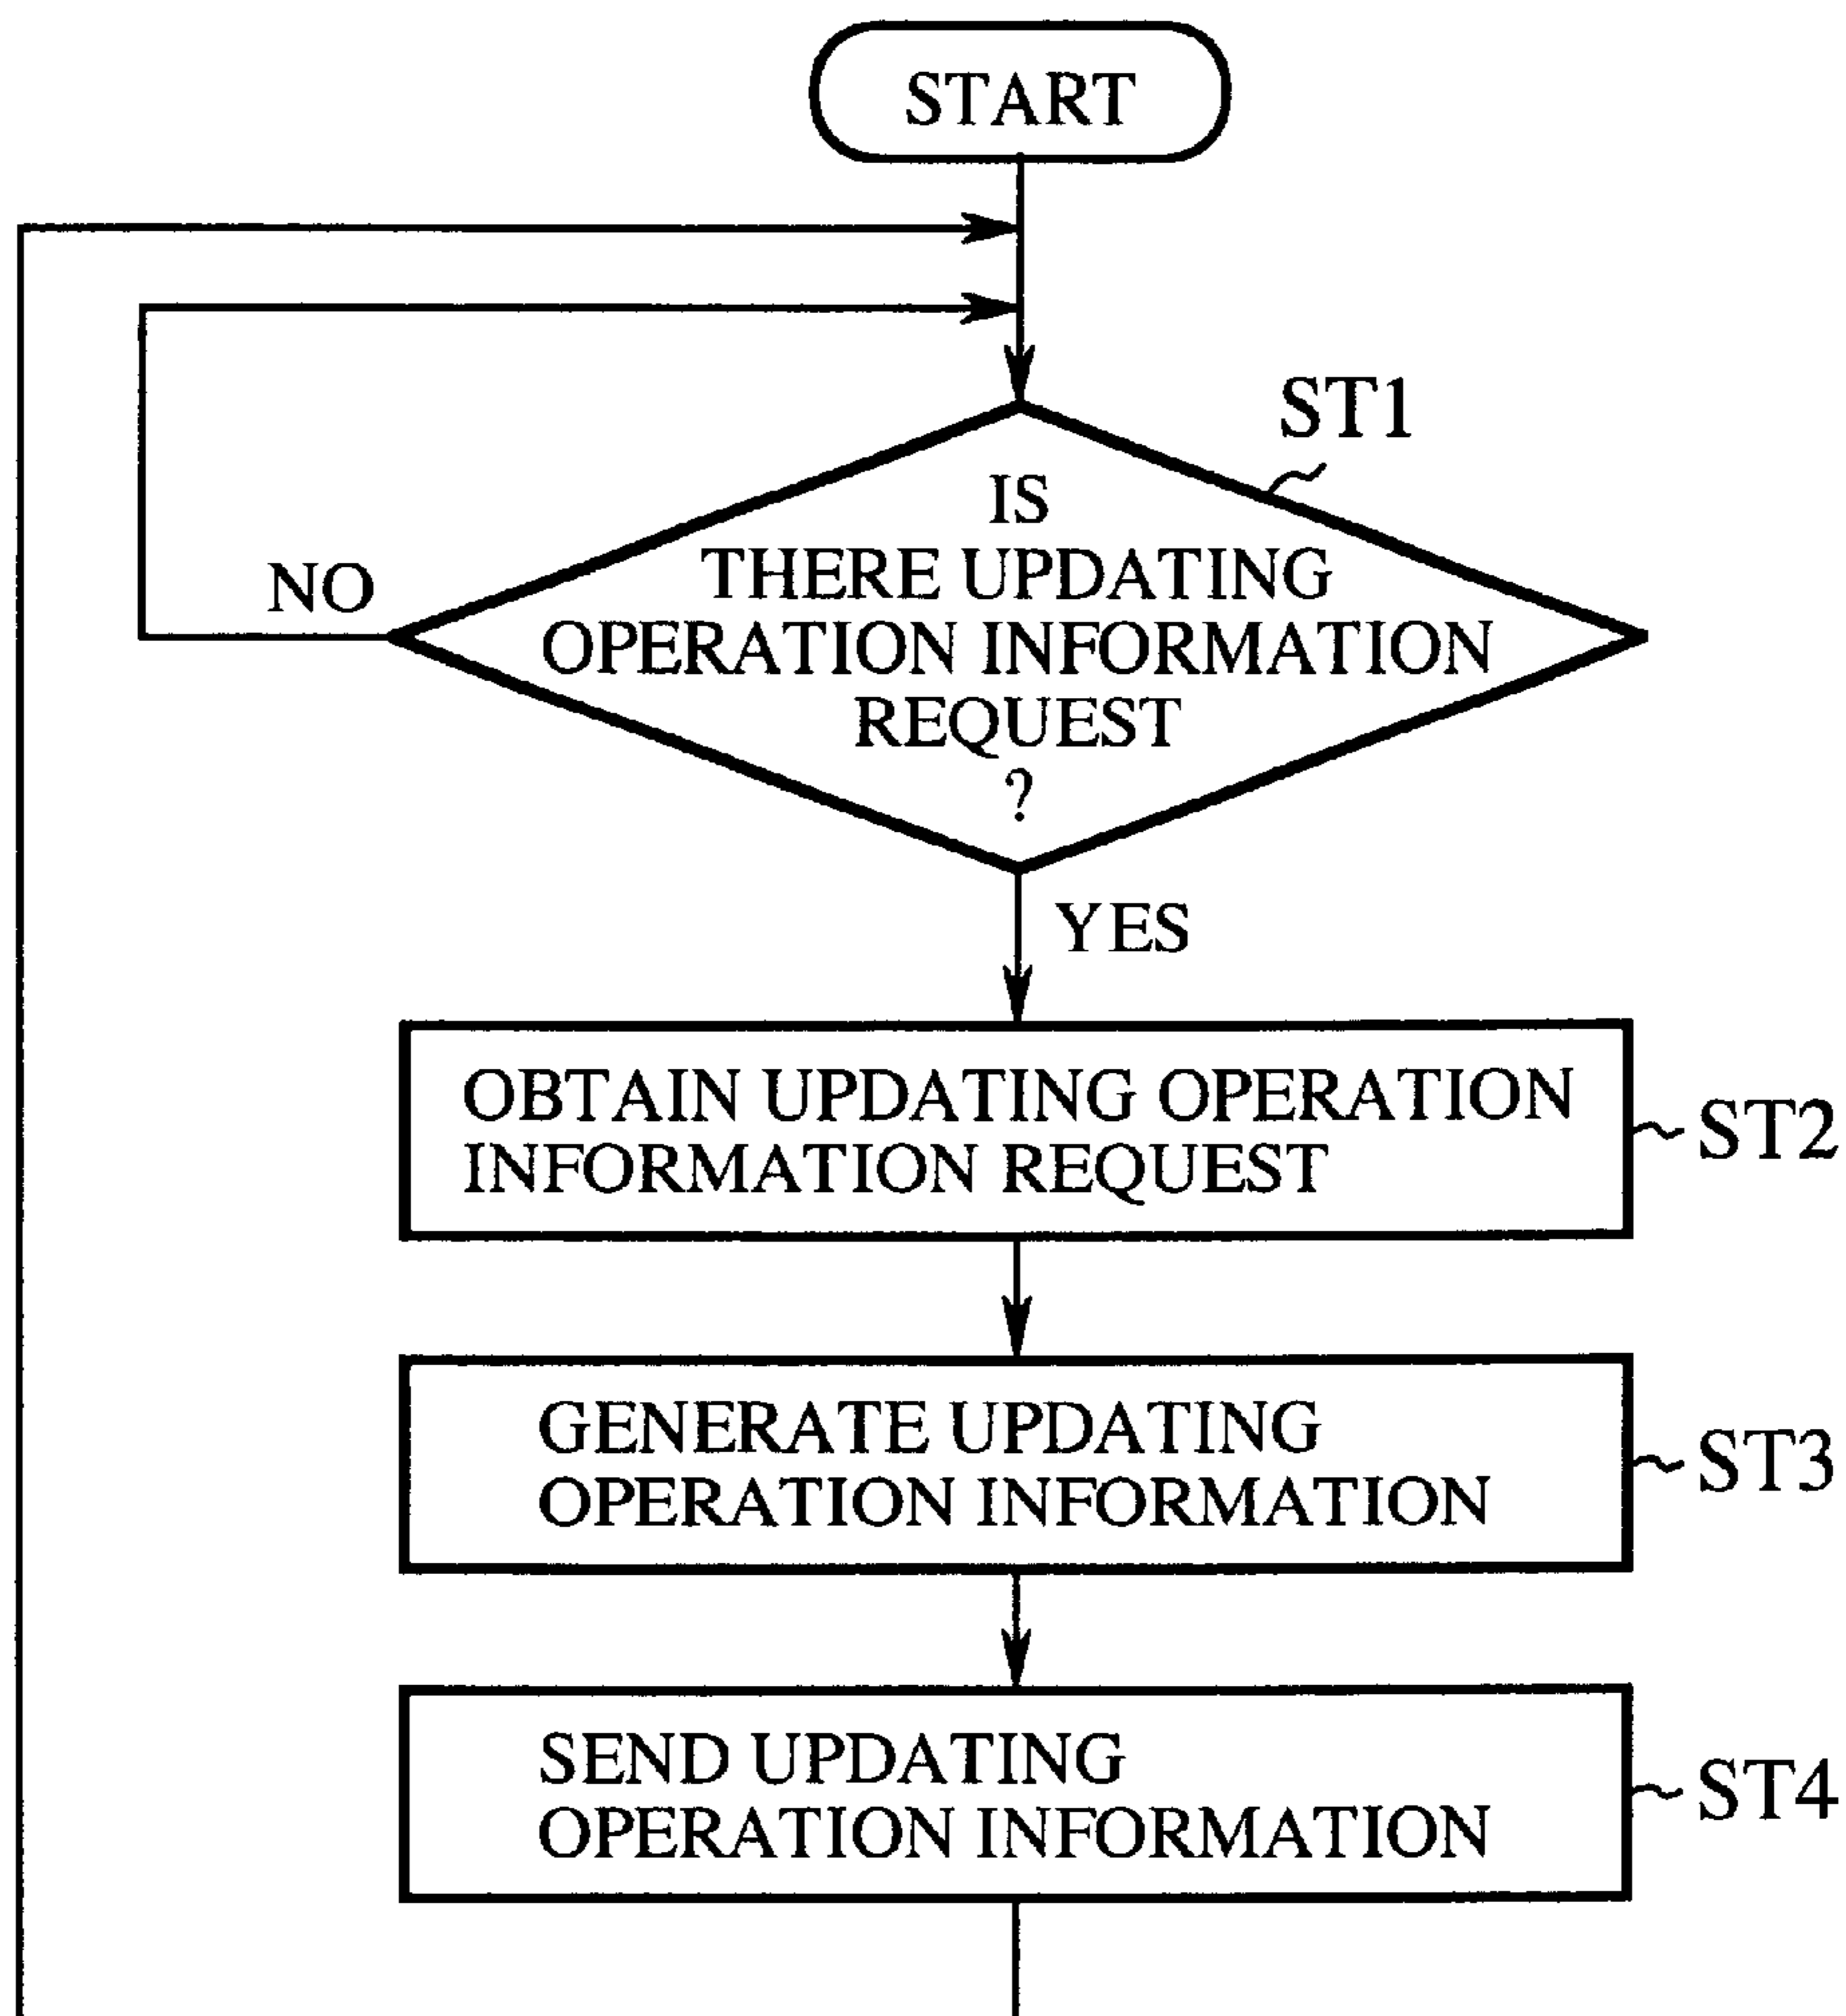 START
ST1
IS
THERE UPDATING
OPERATION INFORMATION
REQUEST
?
NO
YES
OBTAIN UPDATING OPERATION
INFORMATION REQUEST
ST2
GENERATE UPDATING
OPERATION INFORMATION
ST3
SEND UPDATING
OPERATION INFORMATION
ST4